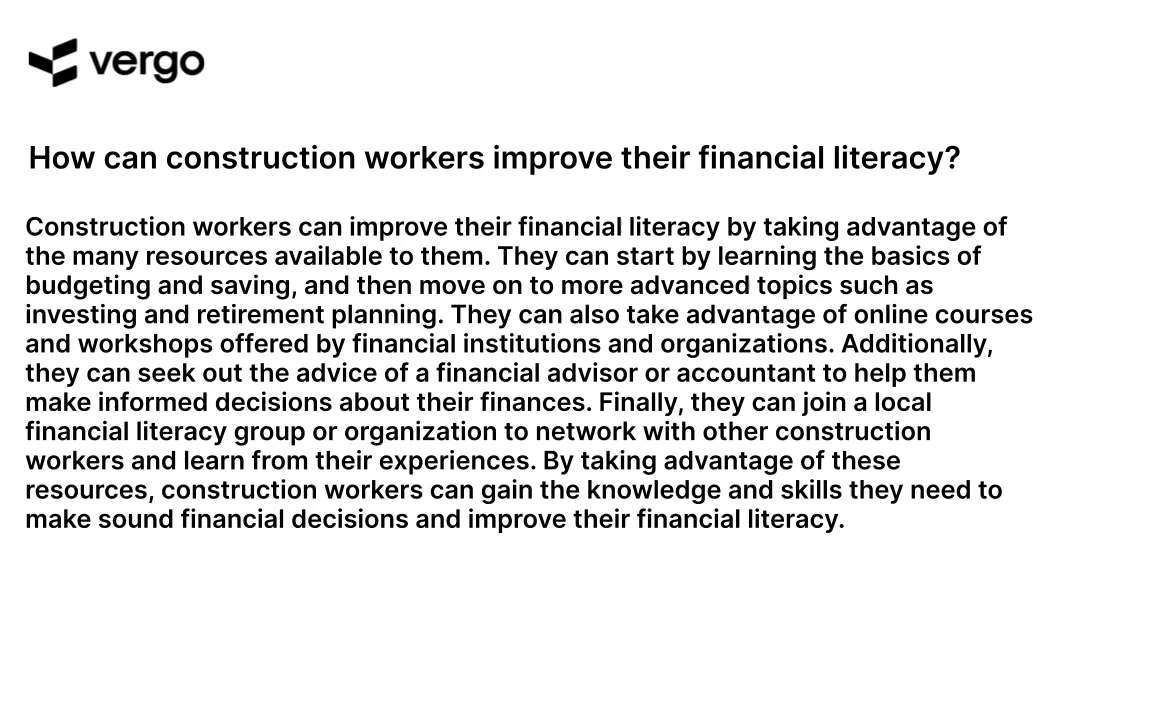 vergo
How can construction workers improve their financial literacy?
Construction workers can improve their financial literacy by taking advantage of
the many resources available to them. They can start by learning the basics of
budgeting and saving, and then move on to more advanced topics such as
investing and retirement planning. They can also take advantage of online courses
and workshops offered by financial institutions and organizations. Additionally,
they can seek out the advice of a financial advisor or accountant to help them
make informed decisions about their finances. Finally, they can join a local
financial literacy group or organization to network with other construction
workers and learn from their experiences. By taking advantage of these
resources, construction workers can gain the knowledge and skills they need to
make sound financial decisions and improve their financial literacy.